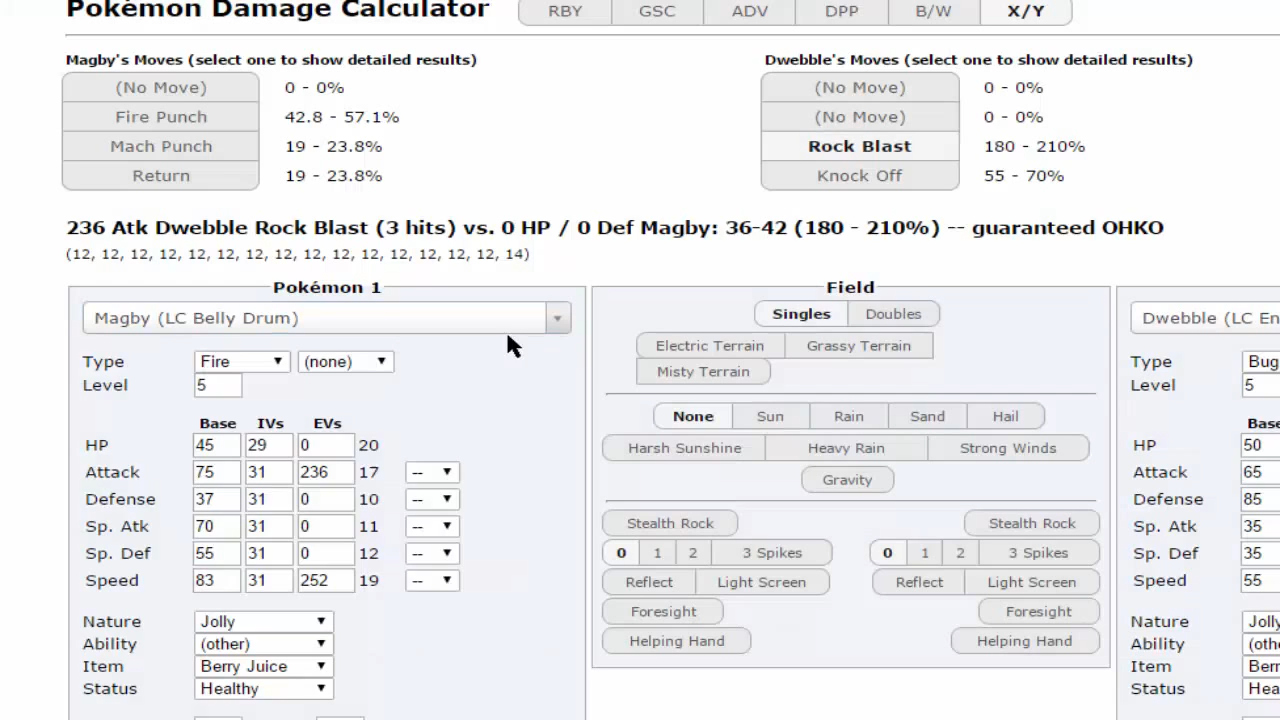 Pokémon Damage Calculator
RBY GSC ADV DPP B/W X/Y
Magby's Moves (select one to show detailed results)
(No Move) 0 - 0%
Fire Punch 42.8 - 57.1%
Mach Punch 19 - 23.8%
Return 19 - 23.8%
Dwebble's Moves (select one to show detailed results)
(No Move) 0 - 0%
(No Move) 0 - 0%
Rock Blast 180 - 210%
Knock Off 55 - 70%
236 Atk Dwebble Rock Blast (3 hits) vs. 0 HP / 0 Def Magby: 36-42 (180 - 210%) -- guaranteed OHKO
(12, 12, 12, 12, 12, 12, 12, 12, 12, 12, 12, 12, 12, 12, 12, 14)
Pokémon 1
Magby (LC Belly Drum)
Type Fire (none)
Level 5
Base IVs EVs
HP 45 29 0 20
Attack 75 31 236 17 --
Defense 37 31 0 10 --
Sp. Atk 70 31 0 11 --
Sp. Def 55 31 0 12 --
Speed 83 31 252 19 --
Nature Jolly
Ability (other)
Item Berry Juice
Status Healthy
Field
Singles Doubles
Electric Terrain Grassy Terrain
Misty Terrain
None Sun Rain Sand Hail
Harsh Sunshine Heavy Rain Strong Winds
Gravity
Stealth Rock Stealth Rock
0 1 2 3 Spikes 0 1 2 3 Spikes
Reflect Light Screen Reflect Light Screen
Foresight Foresight
Helping Hand Helping Hand
Dwebble (LC En
Type Bug
Level 5
Base
HP 50
Attack 65
Defense 85
Sp. Atk 35
Sp. Def 35
Speed 55
Nature Jolly
Ability (oth
Item Berr
Status Hea